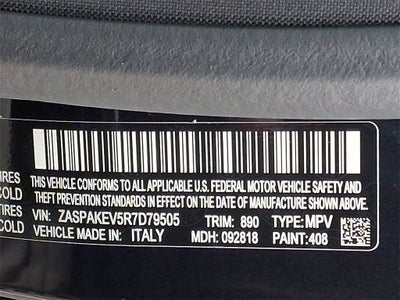 IRES
COLD
TIRES
COLD
THIS VEHICLE CONFORMS TO ALL APPLICABLE U.S. FEDERAL MOTOR VEHICLE SAFETY AND
THEFT PREVENTION STANDARDS IN EFFECT ON THE DATE OF MANUFACTURE SHOWN ABOVE.
VIN: ZASPAKEV5R7D79505 TRIM: 890 TYPE: MPV
VEHICLE MADE IN: ITALY MDH: 092818 PAINT: 408